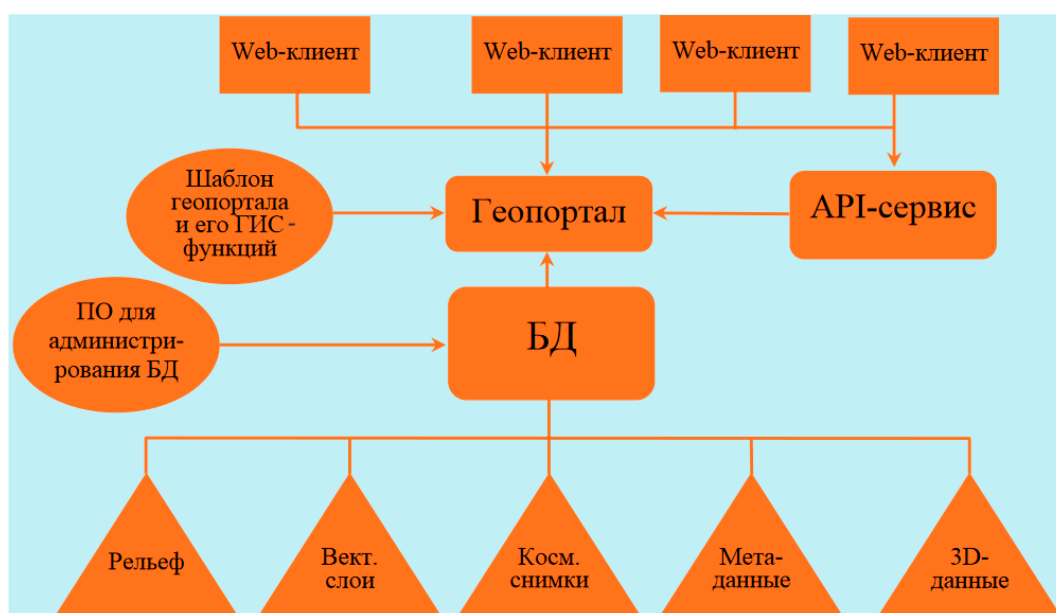 Web-клиент
Web-клиент
Web-клиент
Web-клиент
Шаблон
геопортала
и его ГИС -
функций
Геопортал
API-сервис
ПО для
администри-
рования БД
БД
Рельеф
Вект.
слои
Косм.
снимки
Мета-
данные
3D-
данные